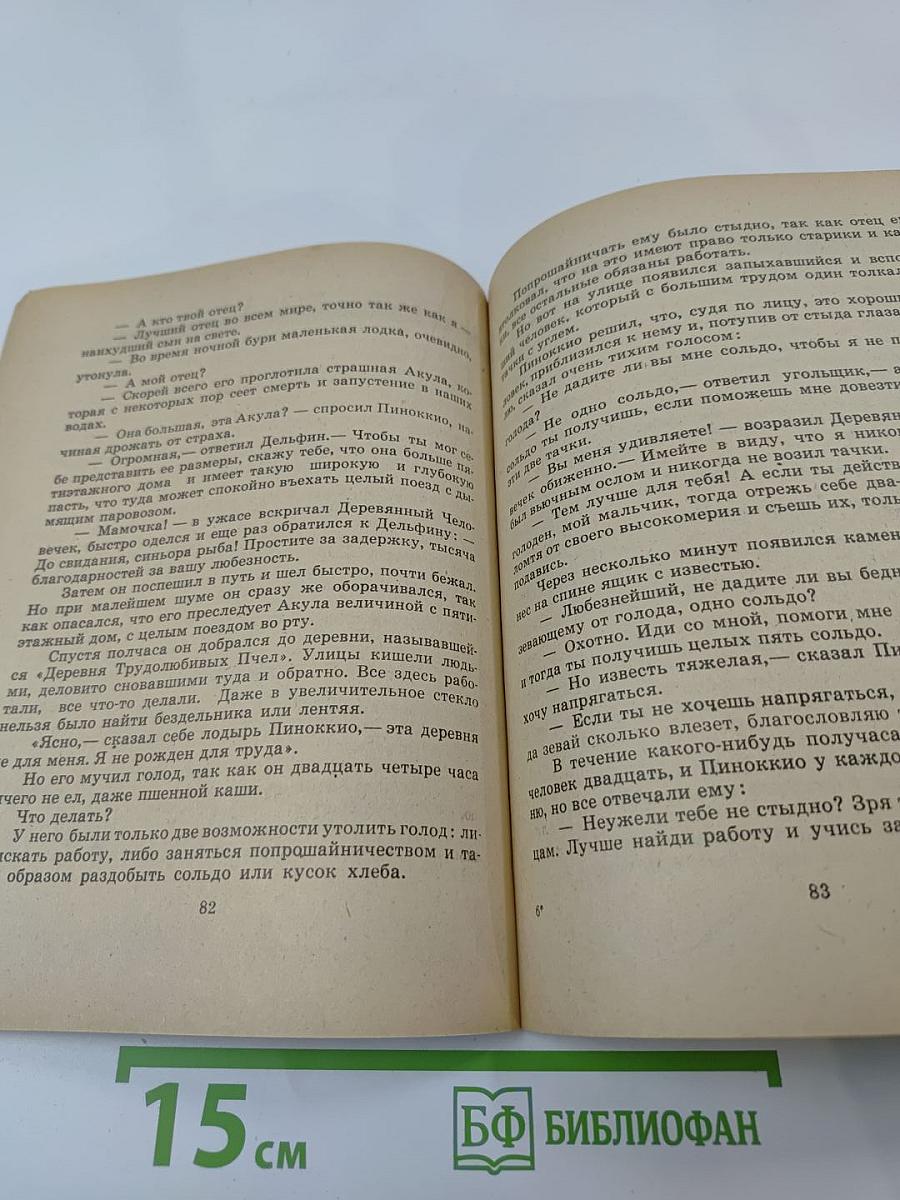 — А кто твой отец?
— Лучший отец во всем мире, точно так же как я —
наихудший сын на свете.
— Во время ночной бури маленькая лодка, очевидно,
утонула.
— А мой отец?
— Скорей всего его проглотила страшная Акула, ко-
торая с некоторых пор сеет смерть и запустение в наших
водах.
— Она большая, эта Акула? — спросил Пиноккио, на-
чиная дрожать от страха.
— Огромная,— ответил Дельфин.— Чтобы ты мог се-
бе представить ее размеры, скажу тебе, что она больше пя-
тиэтажного дома и имеет такую широкую и глубокую
пасть, что туда может спокойно въехать целый поезд с ды-
мящим паровозом.
— Мамочка! — в ужасе вскричал Деревянный Чело-
вечек, быстро оделся и еще раз обратился к Дельфину: —
До свидания, синьора рыба! Простите за задержку, тысяча
благодарностей за вашу любезность.
Затем он поспешил в путь и шел быстро, почти бежал.
Но при малейшем шуме он сразу же оборачивался, так
как опасался, что его преследует Акула величиной с пяти-
этажный дом, с целым поездом во рту.
Спустя полчаса он добрался до деревни, называвшей-
ся «Деревня Трудолюбивых Пчел». Улицы кишели людь-
ми, деловито сновавшими туда и обратно. Все здесь рабо-
тали, все что-то делали. Даже в увеличительное стекло
нельзя было найти бездельника или лентяя.
«Ясно,— сказал себе лодырь Пиноккио,— эта деревня
е для меня. Я не рожден для труда».
Но его мучил голод, так как он двадцать четыре часа
ичего не ел, даже пшенной каши.
Что делать?
У него были только две возможности утолить голод: ли-
искать работу, либо заняться попрошайничеством и та-
образом раздобыть сольдо или кусок хлеба.
82
Попрошайничать ему было стыдно, так как отец е
что на это имеют право только старики и ка
все остальные обязаны работать.
Но вот на улице появился запыхавшийся и вспо
человек, который с большим трудом один толкал
тачки с углем.
Пиноккио решил, что, судя по лицу, это хорош
ловек, приблизился к нему и, потупив от стыда глаза
сказал очень тихим голосом:
— Не дадите ли вы мне сольдо, чтобы я не п
голода?
— Не одно сольдо,— ответил угольщик,— а
сольдо ты получишь, если поможешь мне довезти
эти две тачки.
— Вы меня удивляете! — возразил Деревян
вечек обиженно.— Имейте в виду, что я нико
был вьючным ослом и никогда не возил тачки.
— Тем лучше для тебя! А если ты действ
голоден, мой мальчик, тогда отрежь себе два-
ломтя от своего высокомерия и съешь их, толь
подавись.
Через несколько минут появился камен
нес на спине ящик с известью.
— Любезнейший, не дадите ли вы бедн
зевающему от голода, одно сольдо?
— Охотно. Иди со мной, помоги мне
и тогда ты получишь целых пять сольдо.
— Но известь тяжелая,— сказал Пи
хочу напрягаться.
— Если ты не хочешь напрягаться,
да зевай сколько влезет, благословляю т
В течение какого-нибудь получаса
человек двадцать, и Пиноккио у каждо
ню, но все отвечали ему:
— Неужели тебе не стыдно? Зря
цам. Лучше найди работу и учись за
6*
83
15 см
БФ БИБЛИОФАН